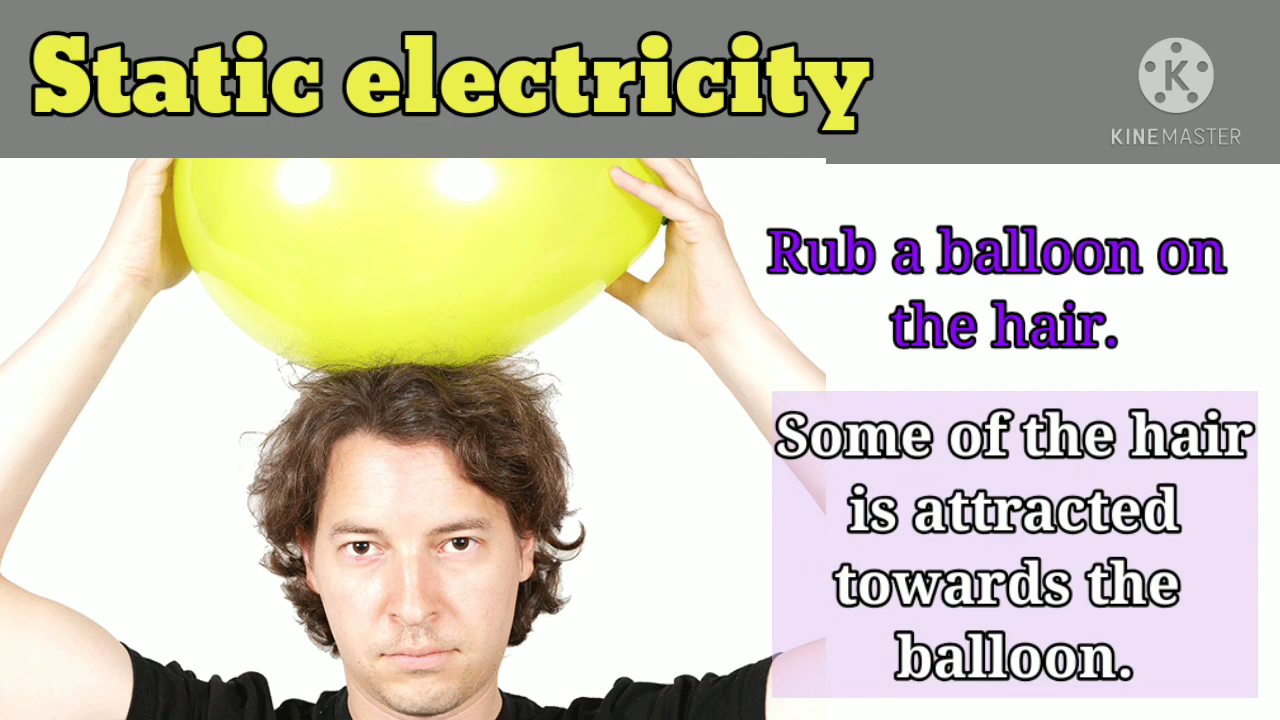 Static electricity
K
KINEMASTER
Rub a balloon on
the hair.
Some of the hair
is attracted
towards the
balloon.